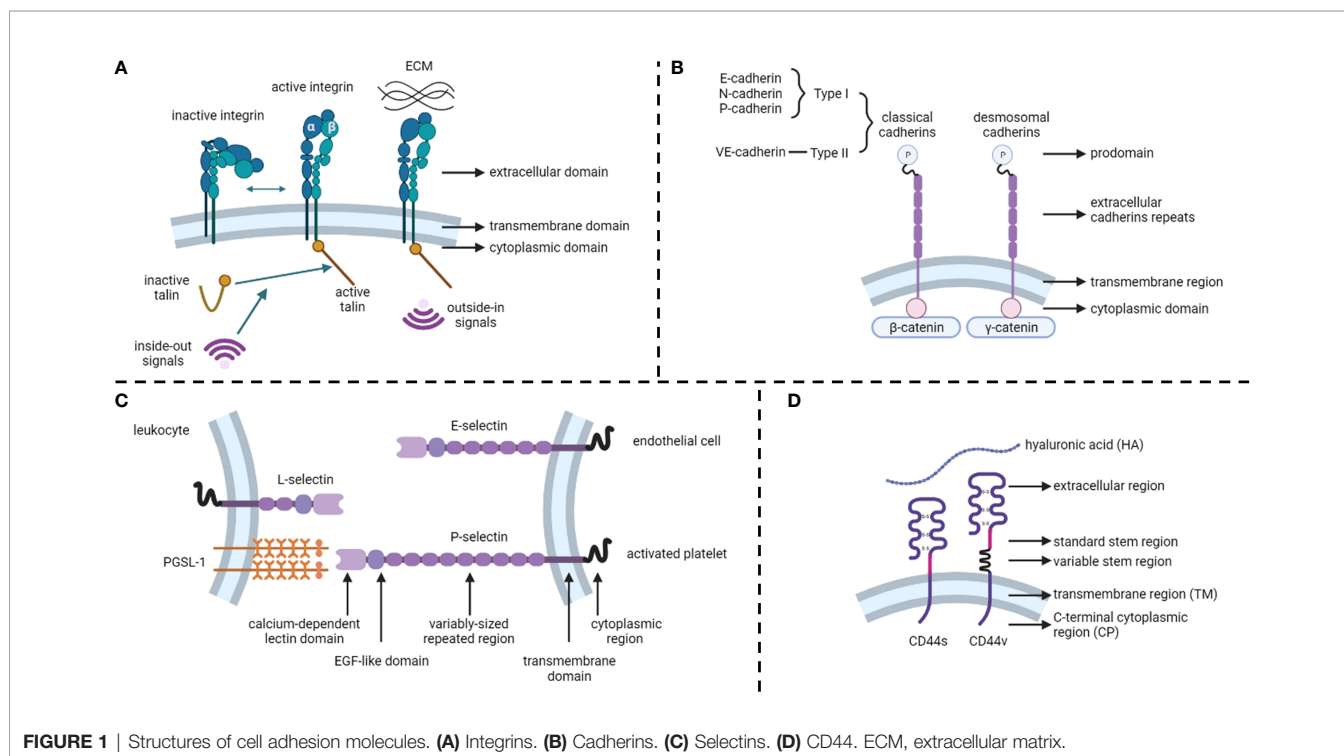 A
ECM
active integrin
inactive integrin
α
β
extracellular domain
transmembrane domain
cytoplasmic domain
inactive
talin
active
talin
outside-in
signals
inside-out
signals
B
E-cadherin
N-cadherin
P-cadherin
Type I
VE-cadherin
Type II
classical
cadherins
desmosomal
cadherins
P
P
prodomain
extracellular
cadherins repeats
transmembrane region
cytoplasmic domain
β-catenin
γ-catenin
C
leukocyte
E-selectin
endothelial cell
L-selectin
P-selectin
PGSL-1
activated platelet
calcium-dependent
lectin domain
EGF-like domain
variably-sized
repeated region
transmembrane
domain
cytoplasmic
region
D
hyaluronic acid (HA)
extracellular region
S-S
S-S
S-S
S-S
S-S
S-S
standard stem region
variable stem region
transmembrane region (TM)
C-terminal cytoplasmic
region (CP)
CD44s
CD44v
FIGURE 1 | Structures of cell adhesion molecules. (A) Integrins. (B) Cadherins. (C) Selectins. (D) CD44. ECM, extracellular matrix.